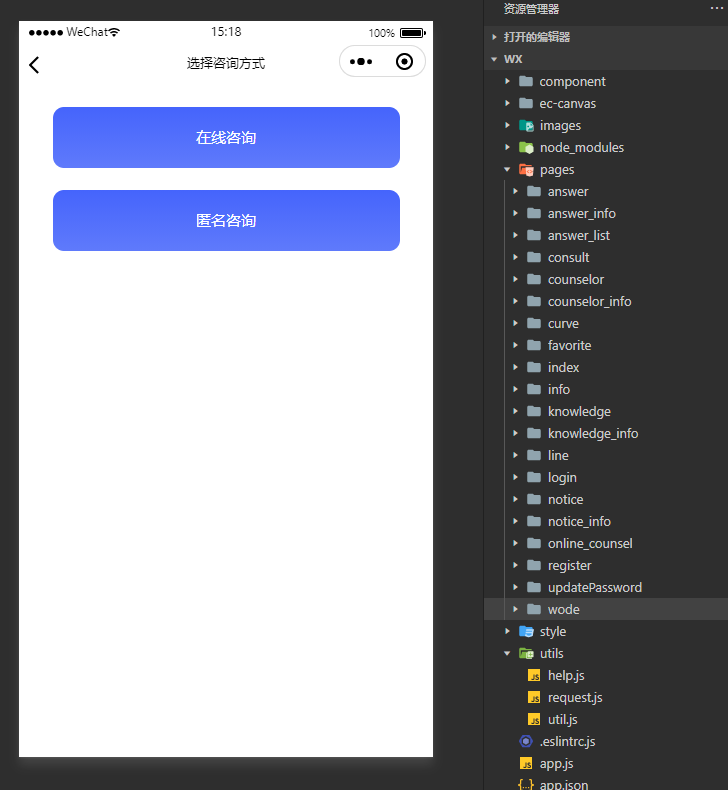 WeChat 15:18 100%
选择咨询方式
在线咨询
匿名咨询
资源管理器
打开的编辑器
WX
component
ec-canvas
images
node_modules
pages
answer
answer_info
answer_list
consult
counselor
counselor_info
curve
favorite
index
info
knowledge
knowledge_info
line
login
notice
notice_info
online_counsel
register
updatePassword
wode
style
utils
JS help.js
JS request.js
JS util.js
.eslintrc.js
JS app.js
{..} app.json